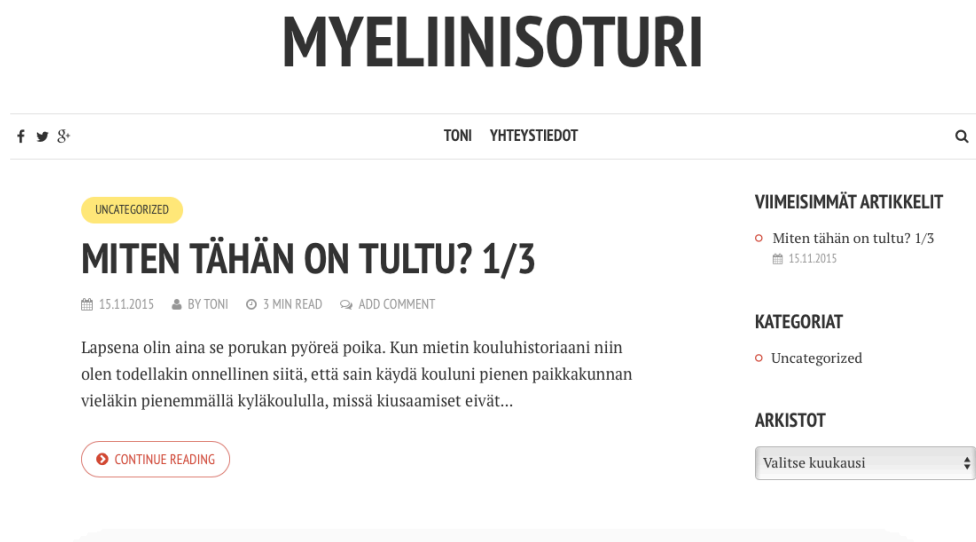 MYELIINISOTURI
TONI YHTEYSTIEDOT
UNCATEGORIZED
MITEN TÄHÄN ON TULTU? 1/3
15.11.2015 BY TONI 3 MIN READ ADD COMMENT
Lapsena olin aina se porukan pyöreä poika. Kun mietin kouluhistoriaani niin
olen todellakin onnellinen siitä, että sain käydä kouluni pienen paikkakunnan
vieläkin pienemmällä kyläkoululla, missä kiusaamiset eivät...
CONTINUE READING
VIIMEISIMMÄT ARTIKKELIT
Miten tähän on tultu? 1/3
15.11.2015
KATEGORIAT
Uncategorized
ARKISTOT
Valitse kuukausi